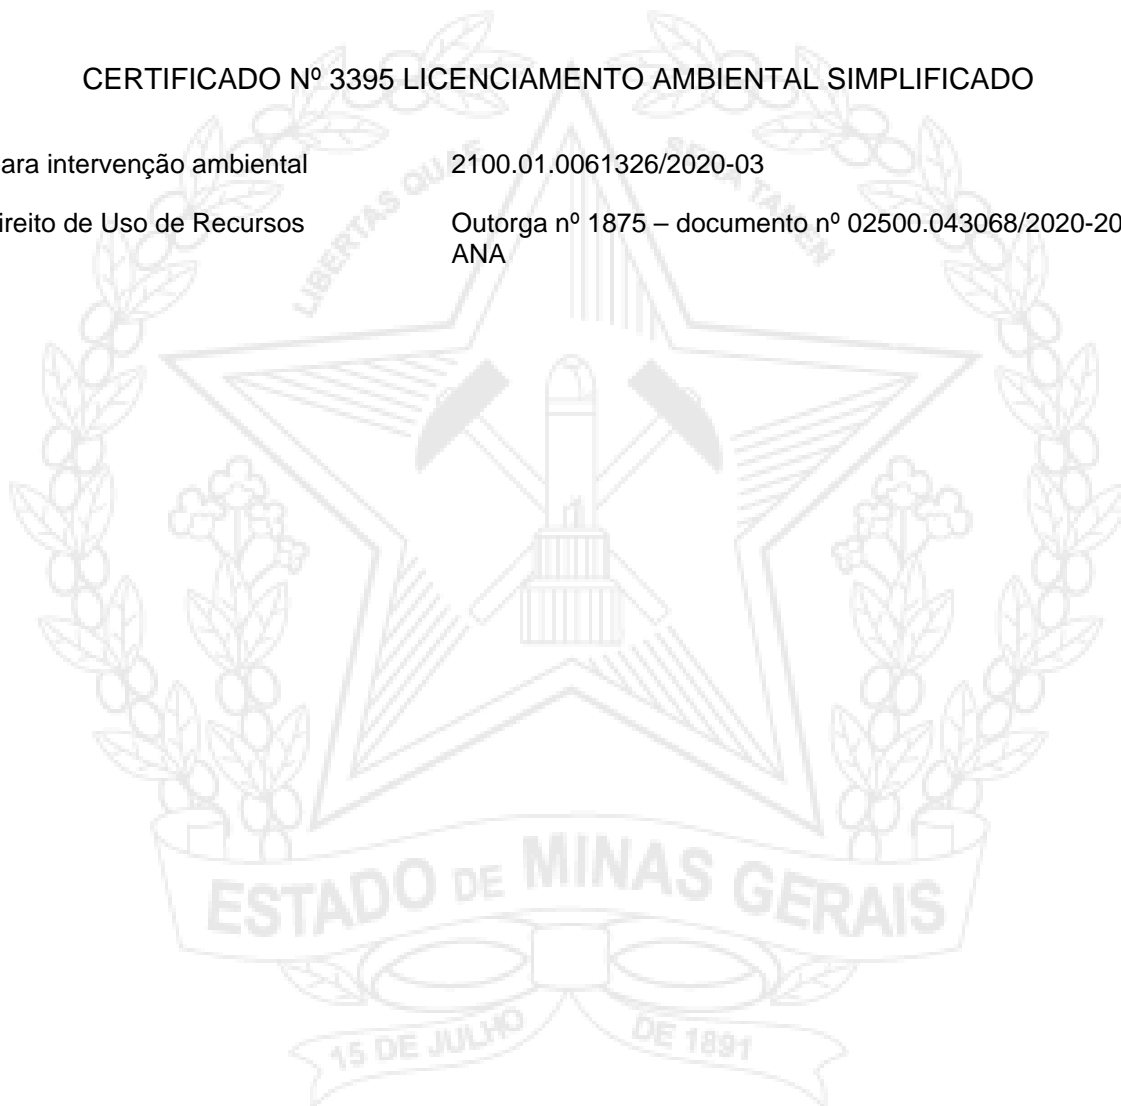 CERTIFICADO Nº 3395 LICENCIAMENTO AMBIENTAL SIMPLIFICADO
ara intervenção ambiental 2100.01.0061326/2020-03
ireito de Uso de Recursos Outorga nº 1875 – documento nº 02500.043068/2020-20
ANA
LIBERTAS QUAE SERA TAMEN
ESTADO DE MINAS GERAIS
15 DE JULHO DE 1891